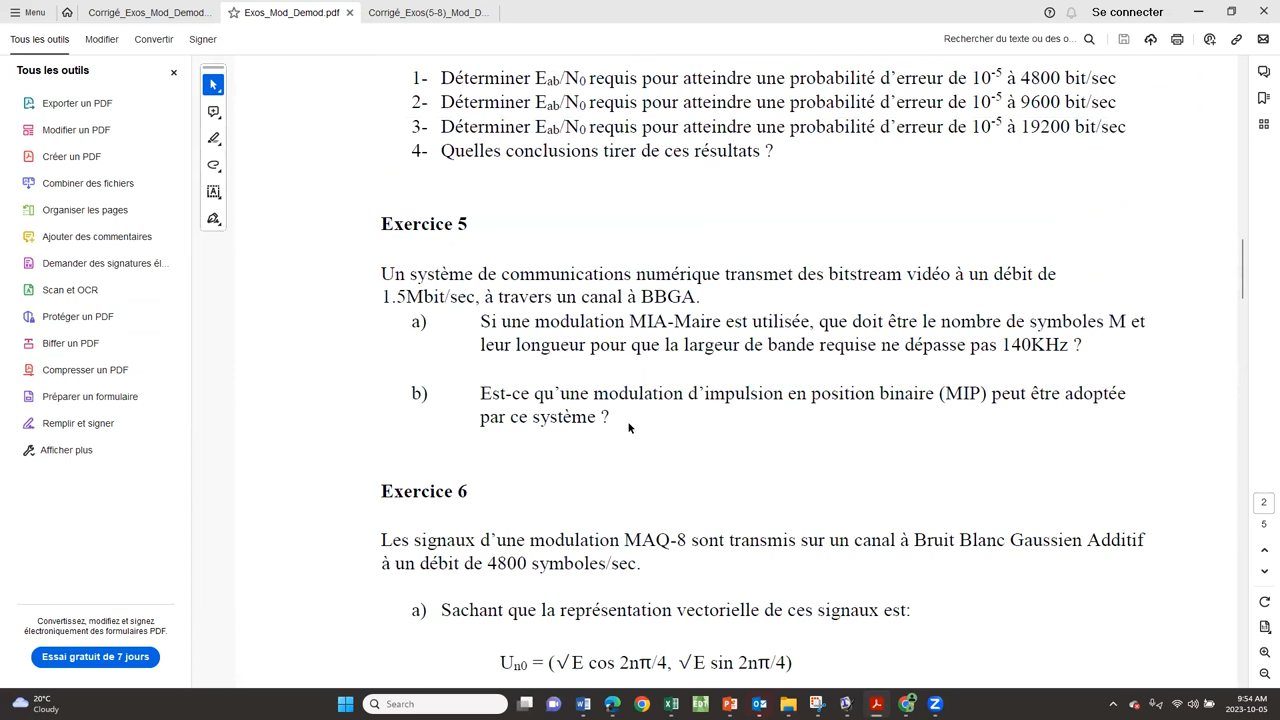 Menu
Corrigé_Exos_Mod_Demod...
Exos_Mod_Demod.pdf
Corrigé_Exos(5-8)_Mod_D...
Se connecter
Tous les outils
Modifier
Convertir
Signer
Rechercher du texte ou des o...
Tous les outils
Exporter un PDF
Modifier un PDF
Créer un PDF
Combiner des fichiers
Organiser les pages
Ajouter des commentaires
Demander des signatures él...
Scan et OCR
Protéger un PDF
Biffer un PDF
Compresser un PDF
Préparer un formulaire
Remplir et signer
Afficher plus
Convertissez, modifiez et signez
électroniquement des formulaires PDF.
Essai gratuit de 7 jours
1- Déterminer Eab/N0 requis pour atteindre une probabilité d’erreur de 10-5 à 4800 bit/sec
2- Déterminer Eab/N0 requis pour atteindre une probabilité d’erreur de 10-5 à 9600 bit/sec
3- Déterminer Eab/N0 requis pour atteindre une probabilité d’erreur de 10-5 à 19200 bit/sec
4- Quelles conclusions tirer de ces résultats ?
Exercice 5
Un système de communications numérique transmet des bitstream vidéo à un débit de
1.5Mbit/sec, à travers un canal à BBGA.
a) Si une modulation MIA-Maire est utilisée, que doit être le nombre de symboles M et
leur longueur pour que la largeur de bande requise ne dépasse pas 140KHz ?
b) Est-ce qu’une modulation d’impulsion en position binaire (MIP) peut être adoptée
par ce système ?
Exercice 6
Les signaux d’une modulation MAQ-8 sont transmis sur un canal à Bruit Blanc Gaussien Additif
à un débit de 4800 symboles/sec.
a) Sachant que la représentation vectorielle de ces signaux est:
Un0 = (√E cos 2nπ/4, √E sin 2nπ/4)
2
5
20°C
Cloudy
Search
9:54 AM
2023-10-05